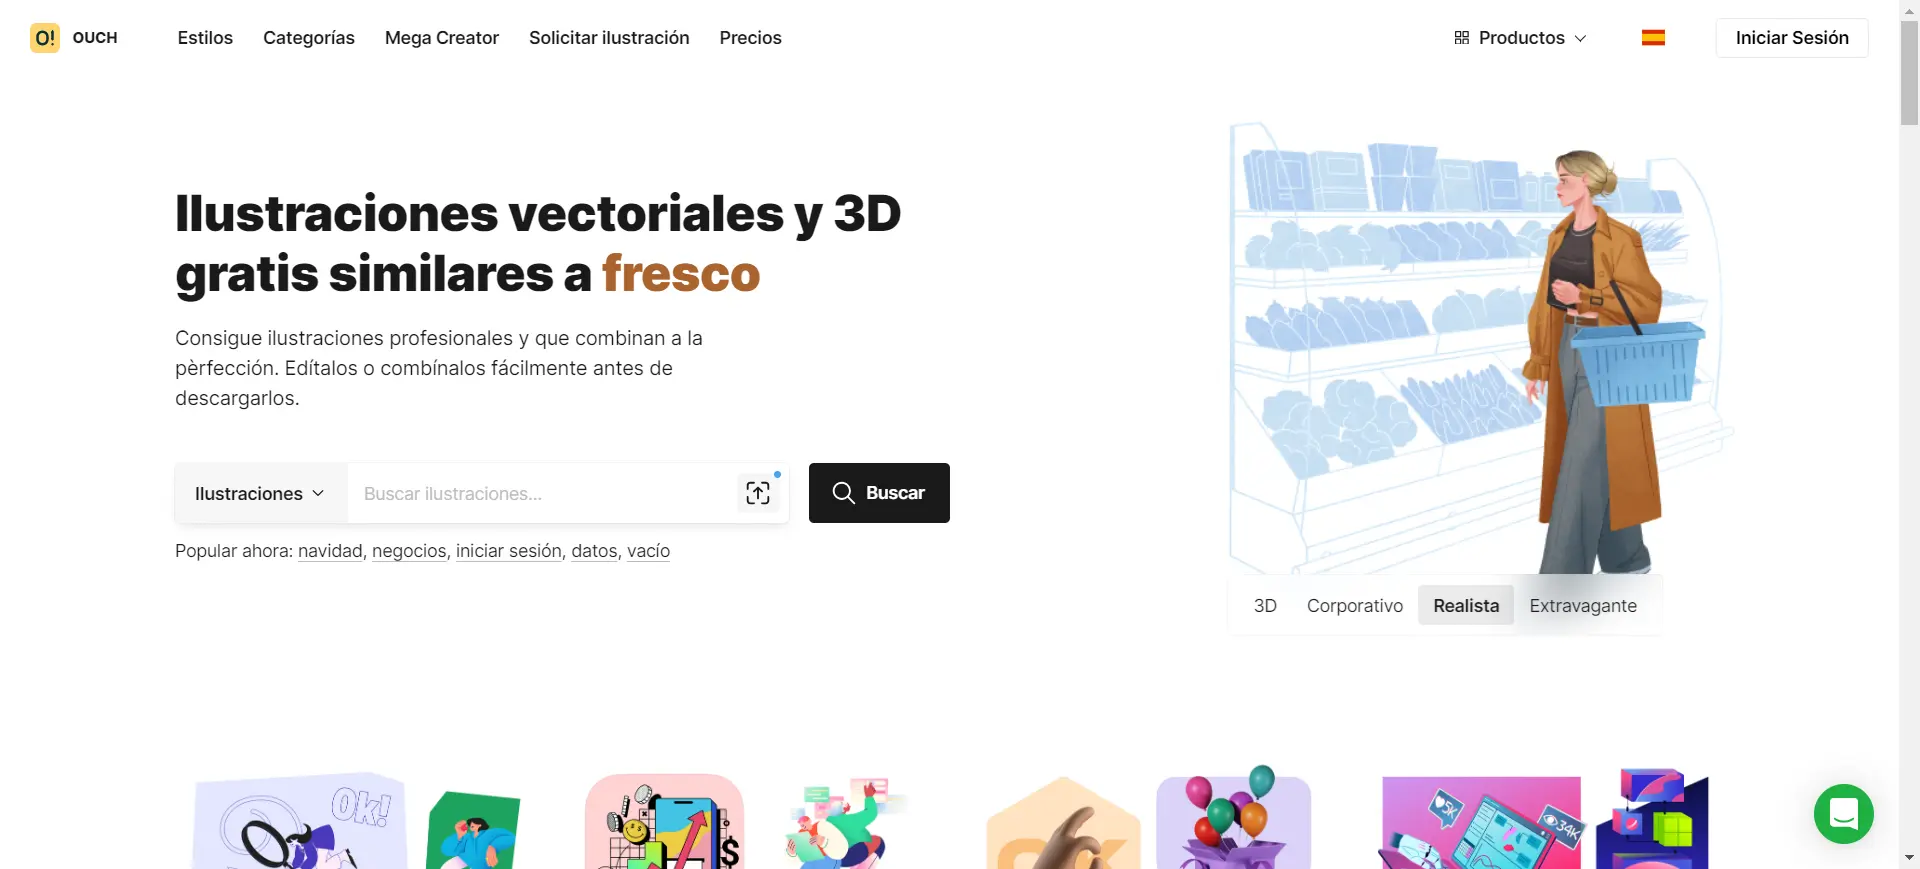 O! OUCH
Estilos
Categorías
Mega Creator
Solicitar ilustración
Precios
Productos
Iniciar Sesión
Ilustraciones vectoriales y 3D
gratis similares a fresco
Consigue ilustraciones profesionales y que combinan a la
pèrfección. Edítalos o combínalos fácilmente antes de
descargarlos.
Ilustraciones
Buscar ilustraciones...
Buscar
Popular ahora: navidad, negocios, iniciar sesión, datos, vacío
3D
Corporativo
Realista
Extravagante
Ok!
$
5K
34K